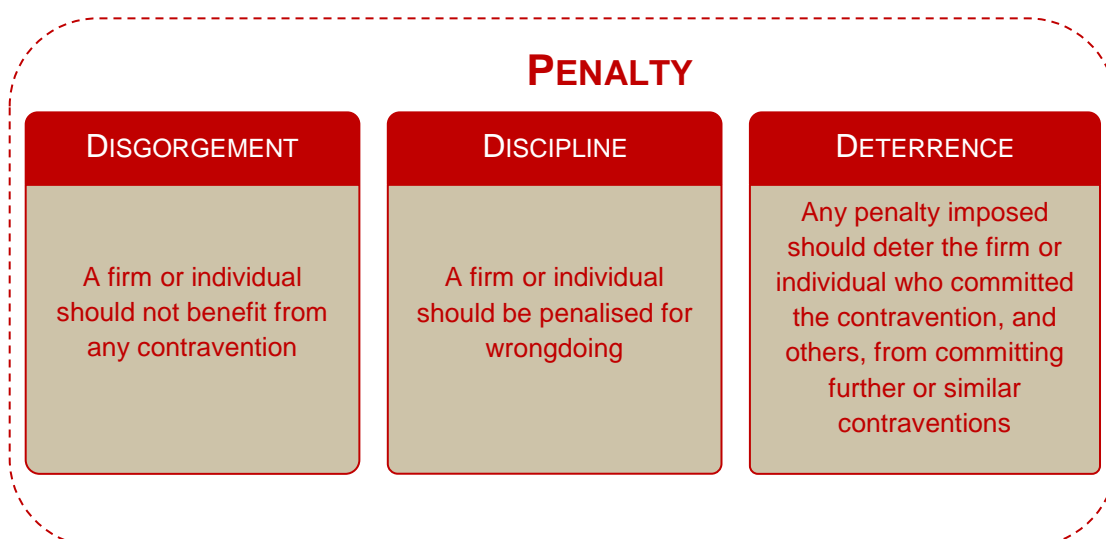 PENALTY
DISGORGEMENT
A firm or individual
should not benefit from
any contravention
DISCIPLINE
A firm or individual
should be penalised for
wrongdoing
DETERRENCE
Any penalty imposed
should deter the firm or
individual who committed
the contravention, and
others, from committing
further or similar
contraventions